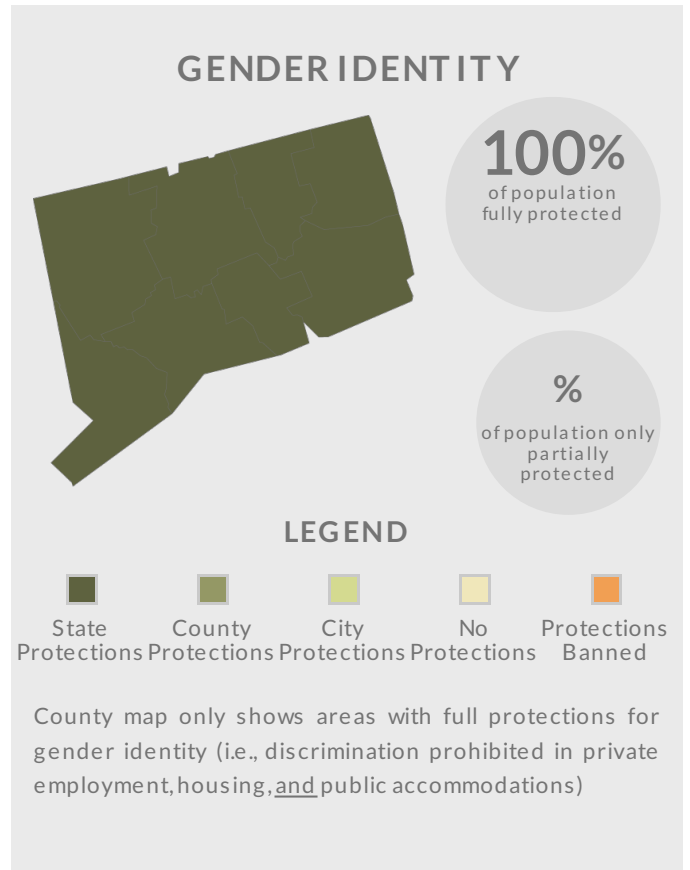 GENDER IDENTITY
100%
of population
fully protected
%
of population only
partially
protected
LEGEND
State
Protections
County
Protections
City
Protections
No
Protections
Protections
Banned
County map only shows areas with full protections for
gender identity (i.e., discrimination prohibited in private
employment, housing, and public accommodations)